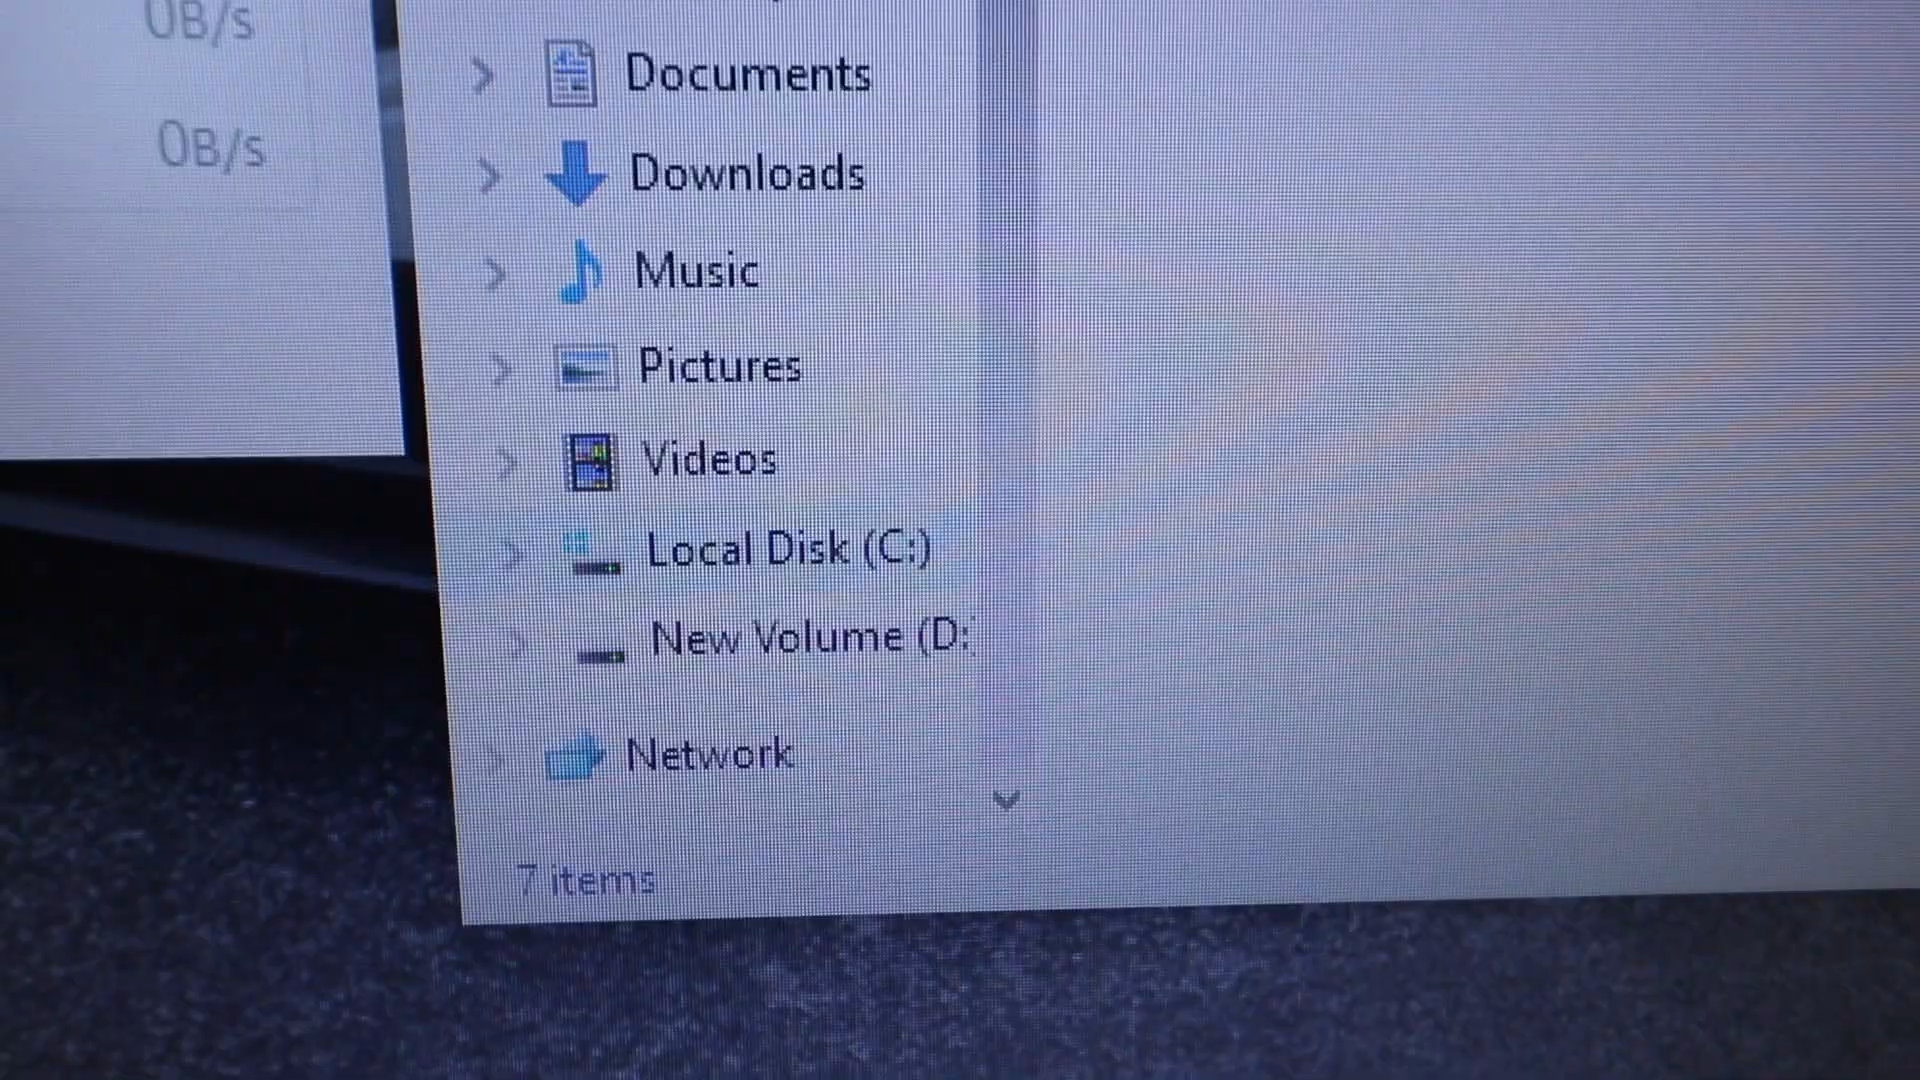 0B/s
0B/s
Documents
Downloads
Music
Pictures
Videos
Local Disk (C:)
New Volume (D:
Network
7 items